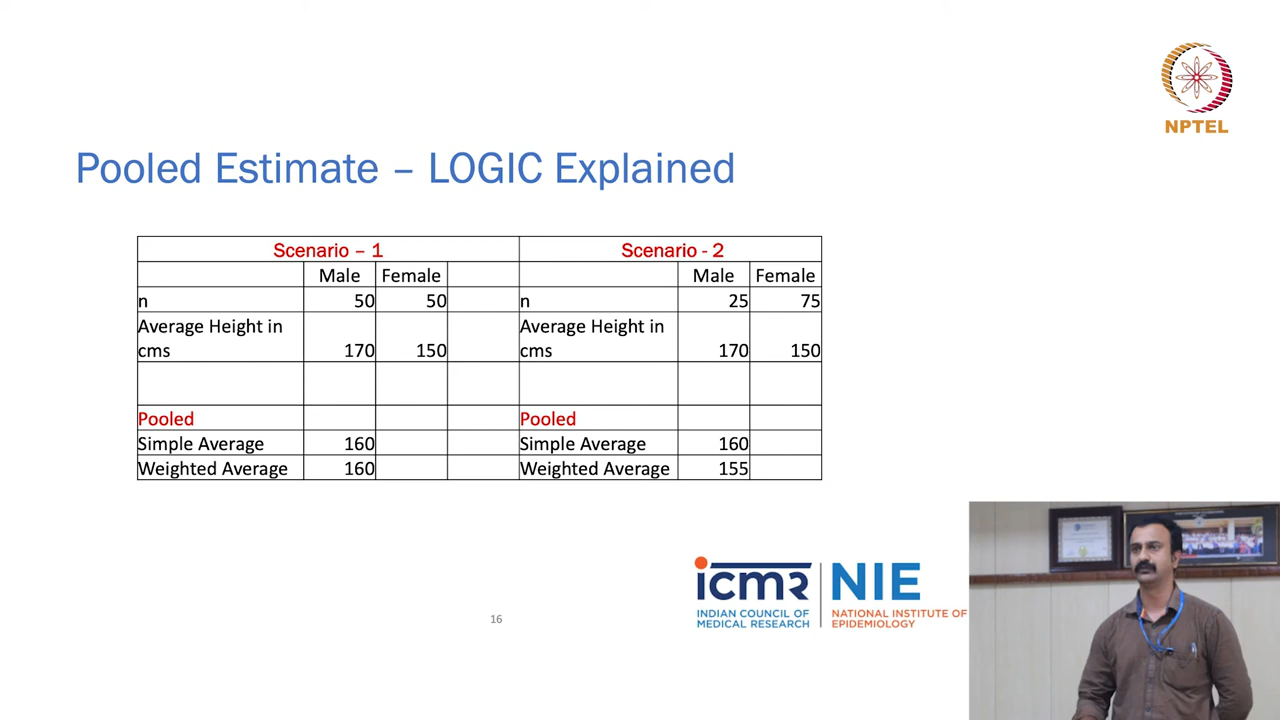 NPTEL
Pooled Estimate – LOGIC Explained
Scenario – 1 Scenario - 2
Male Female Male Female
n 50 50 n 25 75
Average Height in cms 170 150 Average Height in cms 170 150
Pooled Pooled
Simple Average 160 Simple Average 160
Weighted Average 160 Weighted Average 155
16
icmr NIE
INDIAN COUNCIL OF NATIONAL INSTITUTE OF
MEDICAL RESEARCH EPIDEMIOLOGY